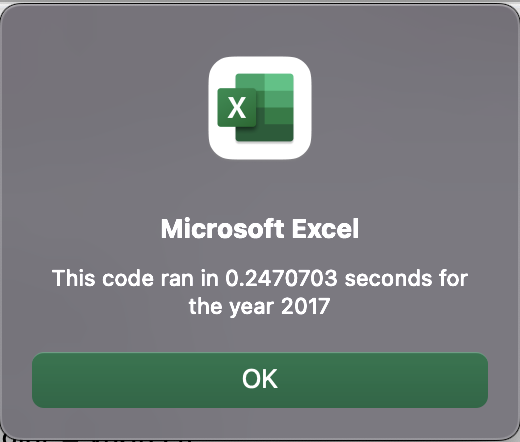 X
Microsoft Excel
This code ran in 0.2470703 seconds for
the year 2017
OK